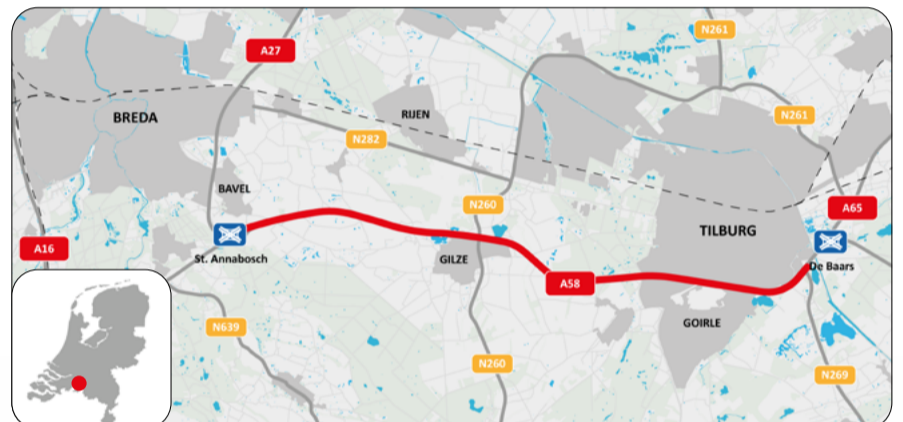 N261
A27
BREDA
RIJEN
N261
N282
BAVEL
N260
A65
TILBURG
A16
St. Annabosch
GILZE
De Baars
A58
GOIRLE
N639
N260
N269